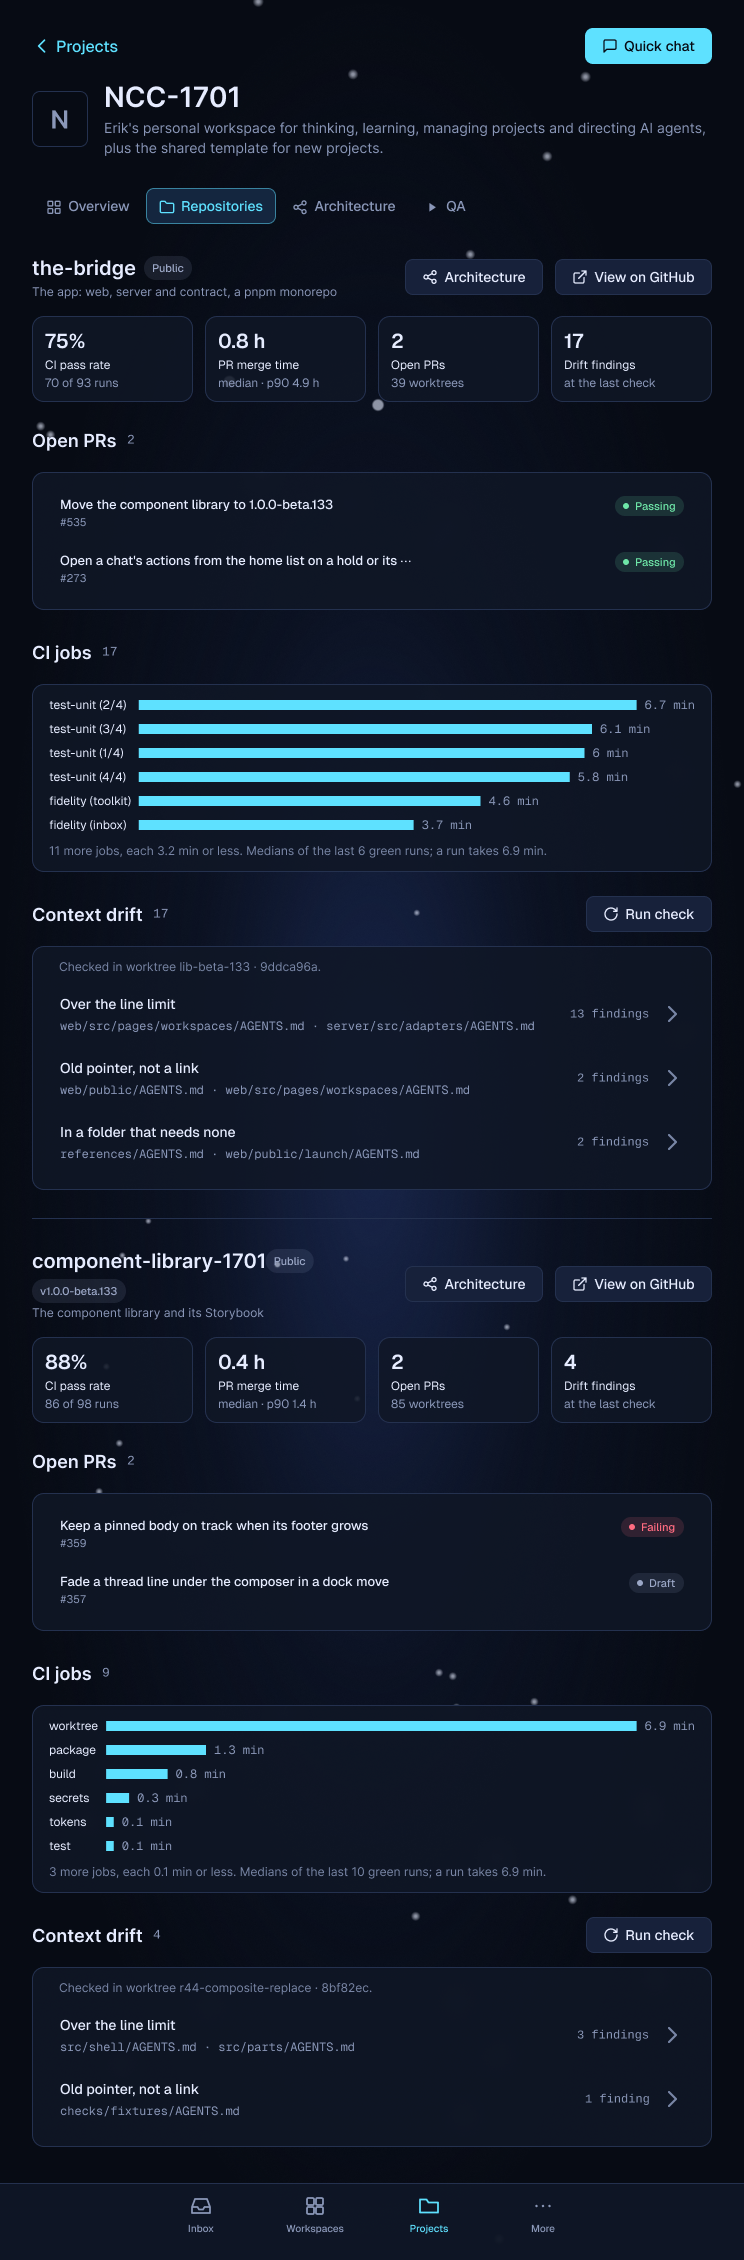 Projects
Quick chat
N
NCC-1701
Erik's personal workspace for thinking, learning, managing projects and directing AI agents,
plus the shared template for new projects.
Overview
Repositories
Architecture
QA
the-bridge
Public
The app: web, server and contract, a pnpm monorepo
Architecture
View on GitHub
75%
CI pass rate
70 of 93 runs
0.8 h
PR merge time
median · p90 4.9 h
2
Open PRs
39 worktrees
17
Drift findings
at the last check
Open PRs 2
Move the component library to 1.0.0-beta.133
#535
Passing
Open a chat's actions from the home list on a hold or its ···
#273
Passing
CI jobs 17
test-unit (2/4) 6.7 min
test-unit (3/4) 6.1 min
test-unit (1/4) 6 min
test-unit (4/4) 5.8 min
fidelity (toolkit) 4.6 min
fidelity (inbox) 3.7 min
11 more jobs, each 3.2 min or less. Medians of the last 6 green runs; a run takes 6.9 min.
Context drift 17
Run check
Checked in worktree lib-beta-133 · 9ddca96a.
Over the line limit
web/src/pages/workspaces/AGENTS.md · server/src/adapters/AGENTS.md
13 findings
Old pointer, not a link
web/public/AGENTS.md · web/src/pages/workspaces/AGENTS.md
2 findings
In a folder that needs none
references/AGENTS.md · web/public/launch/AGENTS.md
2 findings
component-library-1701
Public
v1.0.0-beta.133
The component library and its Storybook
Architecture
View on GitHub
88%
CI pass rate
86 of 98 runs
0.4 h
PR merge time
median · p90 1.4 h
2
Open PRs
85 worktrees
4
Drift findings
at the last check
Open PRs 2
Keep a pinned body on track when its footer grows
#359
Failing
Fade a thread line under the composer in a dock move
#357
Draft
CI jobs 9
worktree 6.9 min
package 1.3 min
build 0.8 min
secrets 0.3 min
tokens 0.1 min
test 0.1 min
3 more jobs, each 0.1 min or less. Medians of the last 10 green runs; a run takes 6.9 min.
Context drift 4
Run check
Checked in worktree r44-composite-replace · 8bf82ec.
Over the line limit
src/shell/AGENTS.md · src/parts/AGENTS.md
3 findings
Old pointer, not a link
checks/fixtures/AGENTS.md
1 finding
Inbox
Workspaces
Projects
More